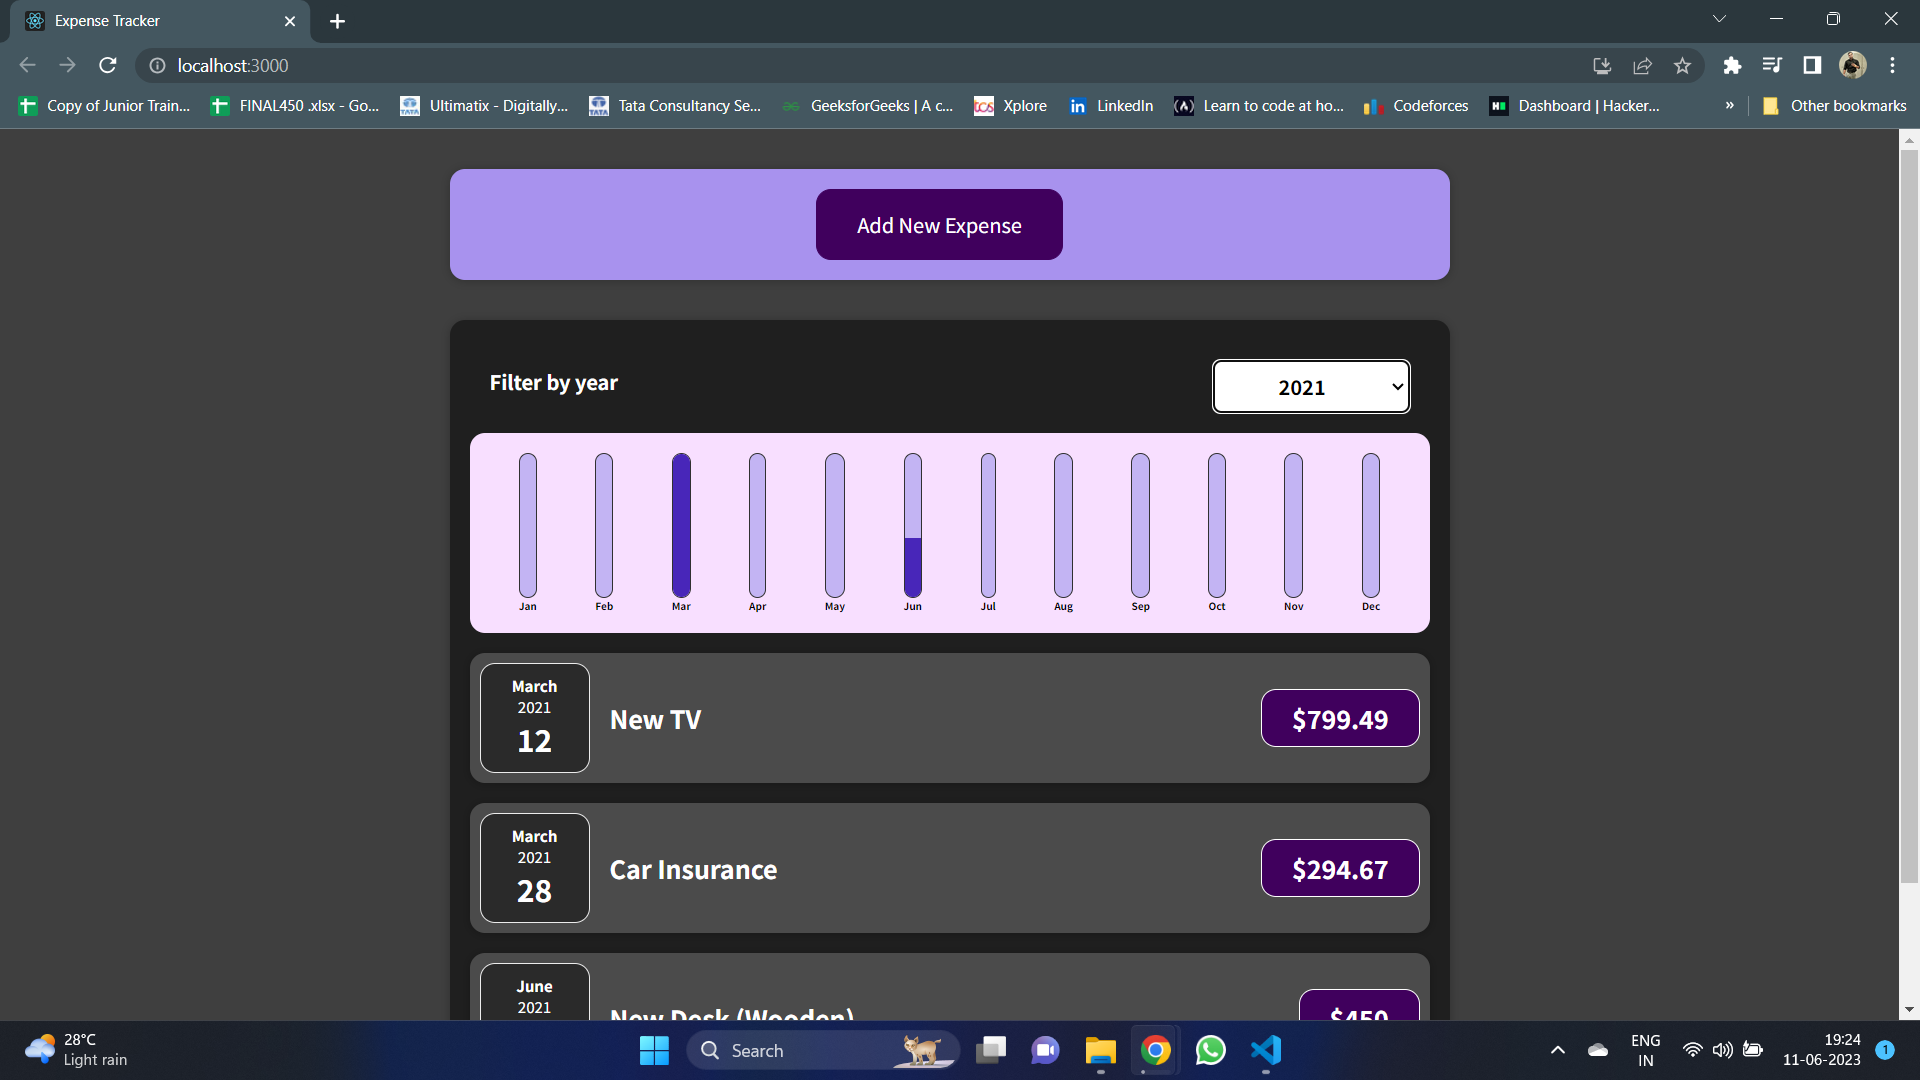 Expense Tracker
localhost:3000
Copy of Junior Train...
FINAL450 .xlsx - Go...
Ultimatix - Digitally...
Tata Consultancy Se...
GeeksforGeeks | A c...
Xplore
LinkedIn
Learn to code at ho...
Codeforces
Dashboard | Hacker...
»
Other bookmarks
Add New Expense
Filter by year
2021
Jan Feb Mar Apr May Jun Jul Aug Sep Oct Nov Dec
March
2021
12
New TV
$799.49
March
2021
28
Car Insurance
$294.67
June
2021
New Desk (Wooden)
$450
28°C
Light rain
Search
ENG
IN
19:24
11-06-2023
1